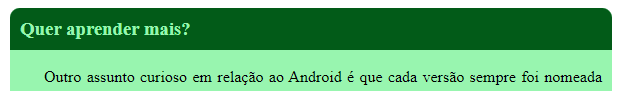 Quer aprender mais?
Outro assunto curioso em relação ao Android é que cada versão sempre foi nomeada